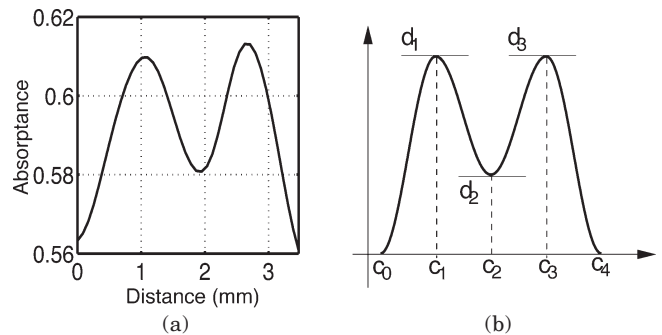 0.62
0.6
0.58
0.56
Absorptance
0 1 2 3
Distance (mm)
(a)
d1 d3
d2
c0 c1 c2 c3 c4
(b)